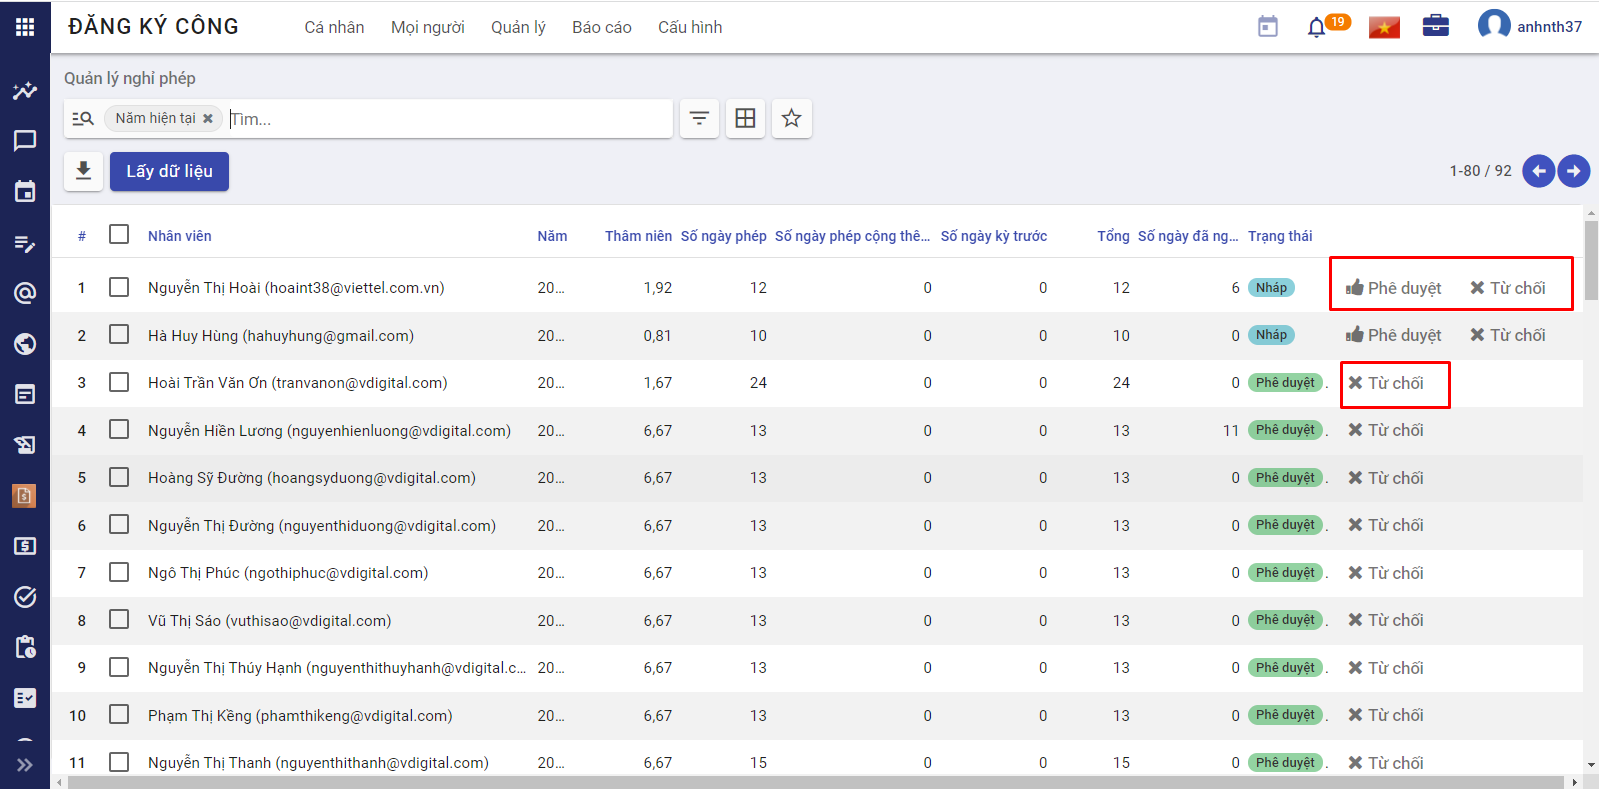 ĐĂNG KÝ CÔNG Cá nhân Mọi người Quản lý Báo cáo Cấu hình 19 anhnth37
Quản lý nghỉ phép
Năm hiện tại Tìm...
Lấy dữ liệu 1-80 / 92
# Nhân viên Năm Thâm niên Số ngày phép Số ngày phép cộng thê... Số ngày kỳ trước Tổng Số ngày đã ng... Trạng thái
1 Nguyễn Thị Hoài (hoaint38@viettel.com.vn) 20... 1,92 12 0 0 12 6 Nháp Phê duyệt Từ chối
2 Hà Huy Hùng (hahuyhung@gmail.com) 20... 0,81 10 0 0 10 0 Nháp Phê duyệt Từ chối
3 Hoài Trần Văn Ơn (tranvanon@vdigital.com) 20... 1,67 24 0 0 24 0 Phê duyệt . Từ chối
4 Nguyễn Hiền Lương (nguyenhienluong@vdigital.com) 20... 6,67 13 0 0 13 11 Phê duyệt . Từ chối
5 Hoàng Sỹ Đường (hoangsyduong@vdigital.com) 20... 6,67 13 0 0 13 0 Phê duyệt . Từ chối
6 Nguyễn Thị Đường (nguyenthiduong@vdigital.com) 20... 6,67 13 0 0 13 0 Phê duyệt . Từ chối
7 Ngô Thị Phúc (ngothiphuc@vdigital.com) 20... 6,67 13 0 0 13 0 Phê duyệt . Từ chối
8 Vũ Thị Sáo (vuthisao@vdigital.com) 20... 6,67 13 0 0 13 0 Phê duyệt . Từ chối
9 Nguyễn Thị Thúy Hạnh (nguyenthithuyhanh@vdigital.c... 20... 6,67 13 0 0 13 0 Phê duyệt . Từ chối
10 Phạm Thị Kềng (phamthikeng@vdigital.com) 20... 6,67 13 0 0 13 0 Phê duyệt . Từ chối
11 Nguyễn Thị Thanh (nguyenthithanh@vdigital.com) 20... 6,67 15 0 0 15 0 Phê duyệt . Từ chối